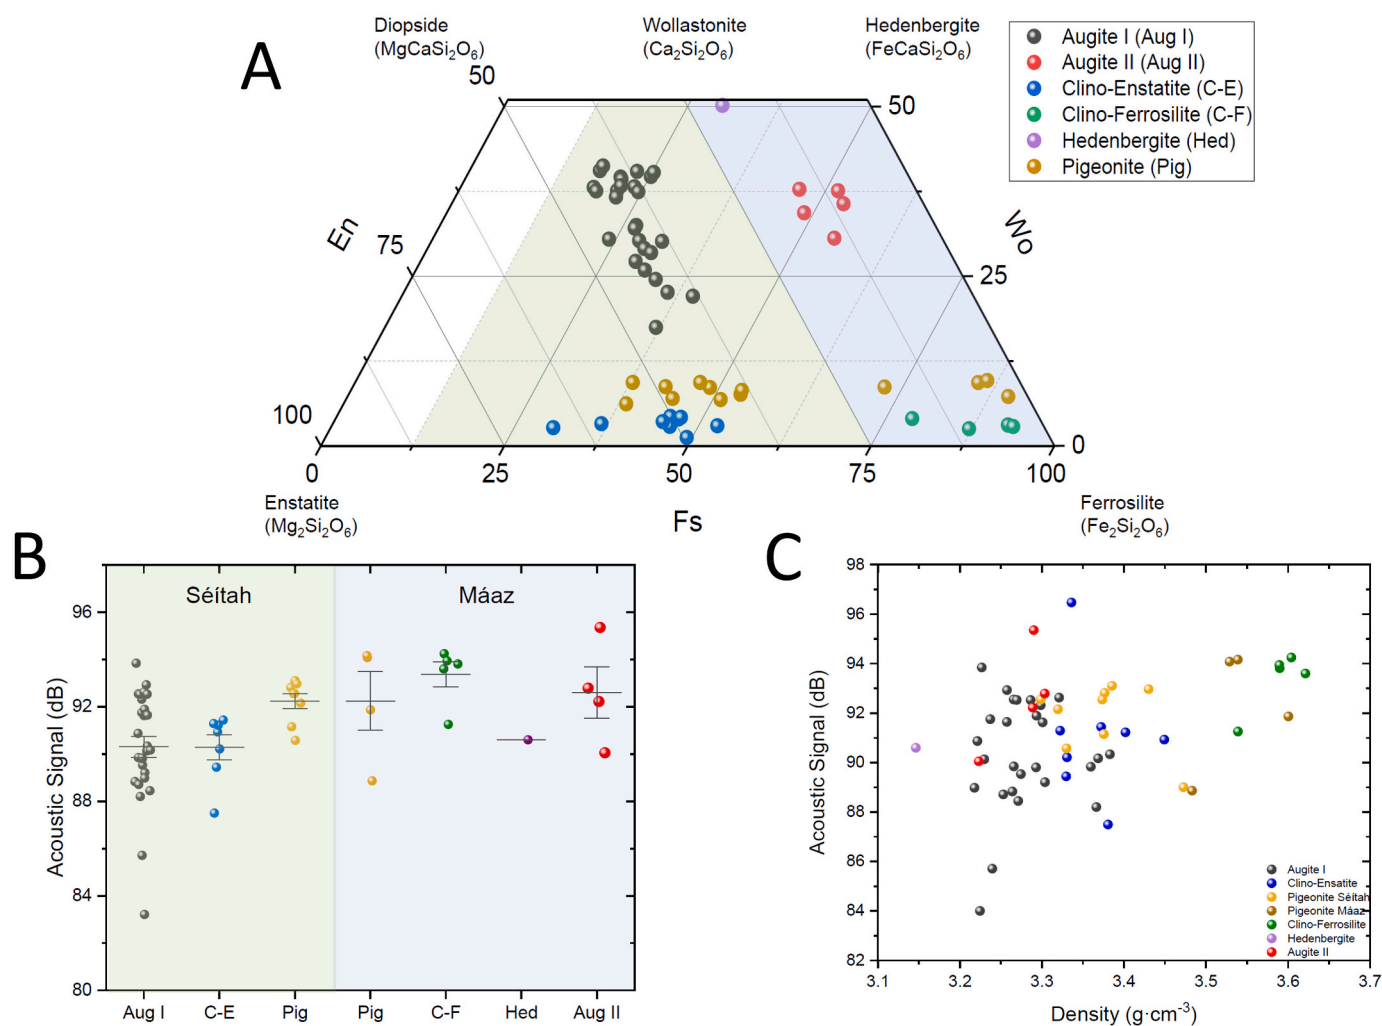 A
Diopside
(MgCaSi2O6)
Wollastonite
(Ca2Si2O6)
Hedenbergite
(FeCaSi2O6)
Augite I (Aug I)
Augite II (Aug II)
Clino-Enstatite (C-E)
Clino-Ferrosilite (C-F)
Hedenbergite (Hed)
Pigeonite (Pig)
50
50
En
75
Wo
25
100
0
0
25
50
75
100
Enstatite
(Mg2Si2O6)
Fs
Ferrosilite
(Fe2Si2O6)
B
Séítah
Máaz
Acoustic Signal (dB)
96
92
88
84
80
Aug I
C-E
Pig
Pig
C-F
Hed
Aug II
C
Acoustic Signal (dB)
98
96
94
92
90
88
86
84
82
Augite I
Clino-Ensatite
Pigeonite Séítah
Pigeonite Máaz
Clino-Ferrosilite
Hedenbergite
Augite II
3.1
3.2
3.3
3.4
3.5
3.6
3.7
Density (g·cm-3)